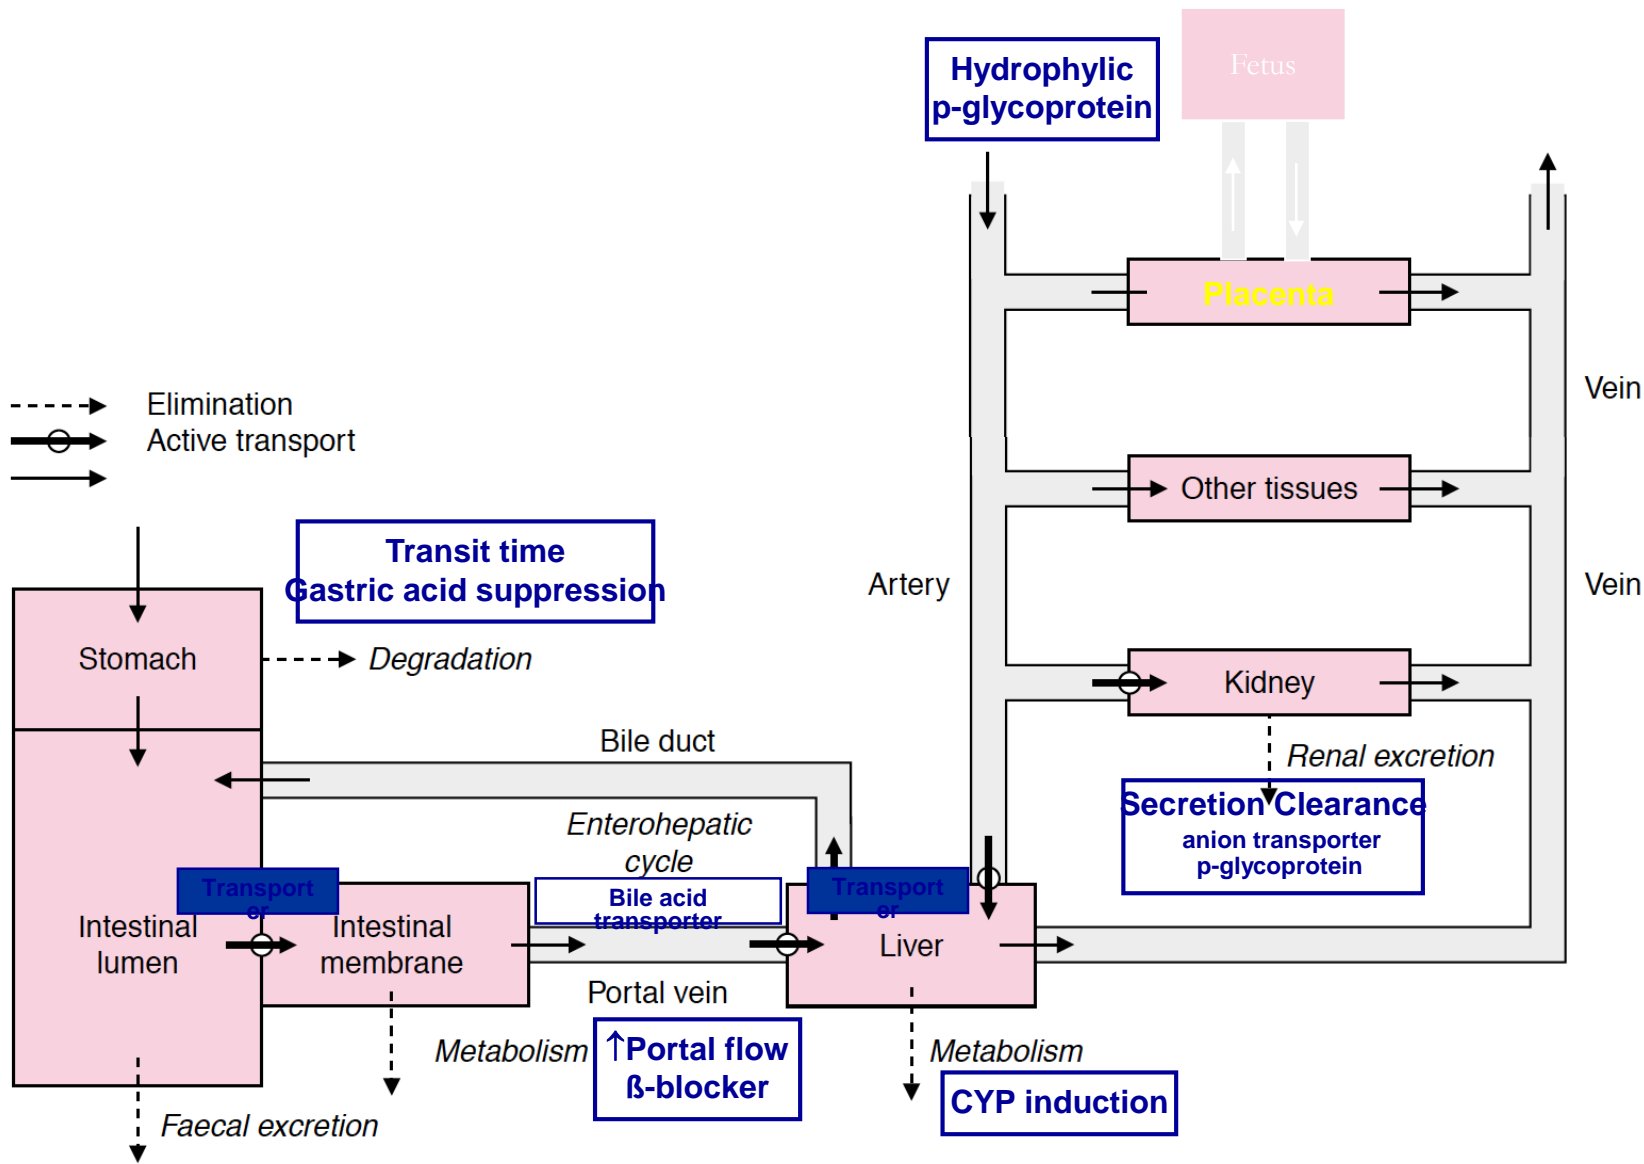 Hydrophylic
p-glycoprotein
Fetus
Placenta
Vein
Elimination
Active transport
Other tissues
Transit time
Gastric acid suppression
Artery
Vein
Stomach
Degradation
Kidney
Bile duct
Renal excretion
Secretion Clearance
anion transporter
p-glycoprotein
Enterohepatic
cycle
Transport
er
Bile acid
transporter
Transport
er
Intestinal
lumen
Intestinal
membrane
Liver
Portal vein
Metabolism
↑Portal flow
ß-blocker
Metabolism
CYP induction
Faecal excretion